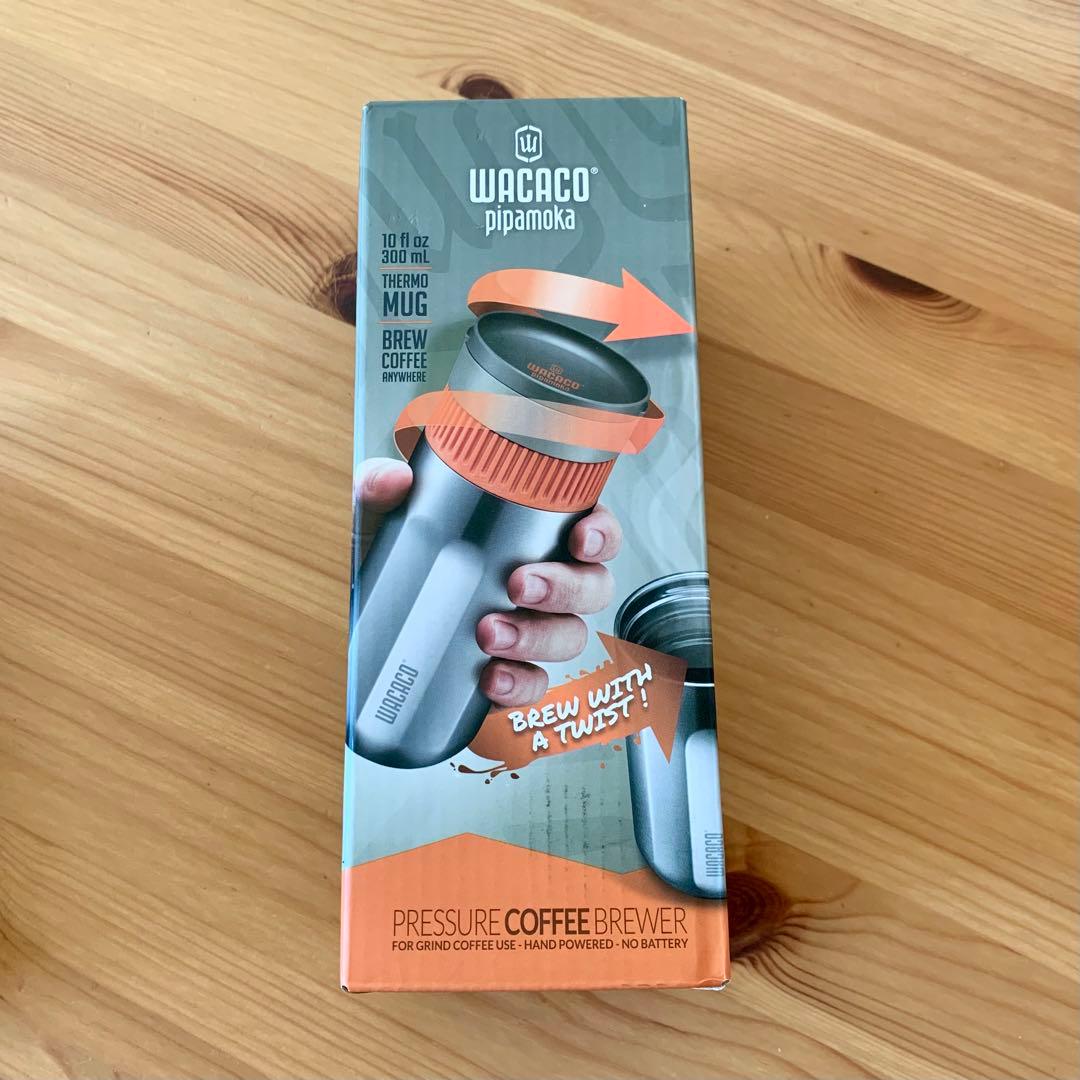 WACACO®
pipamoka
10 fl oz
300 mL
THERMO
MUG
BREW
COFFEE
ANYWHERE
WACACO
pipamoka
WACACO®
BREW WITH
A TWIST!
WACACO
PRESSURE COFFEE BREWER
FOR GRIND COFFEE USE - HAND POWERED - NO BATTERY